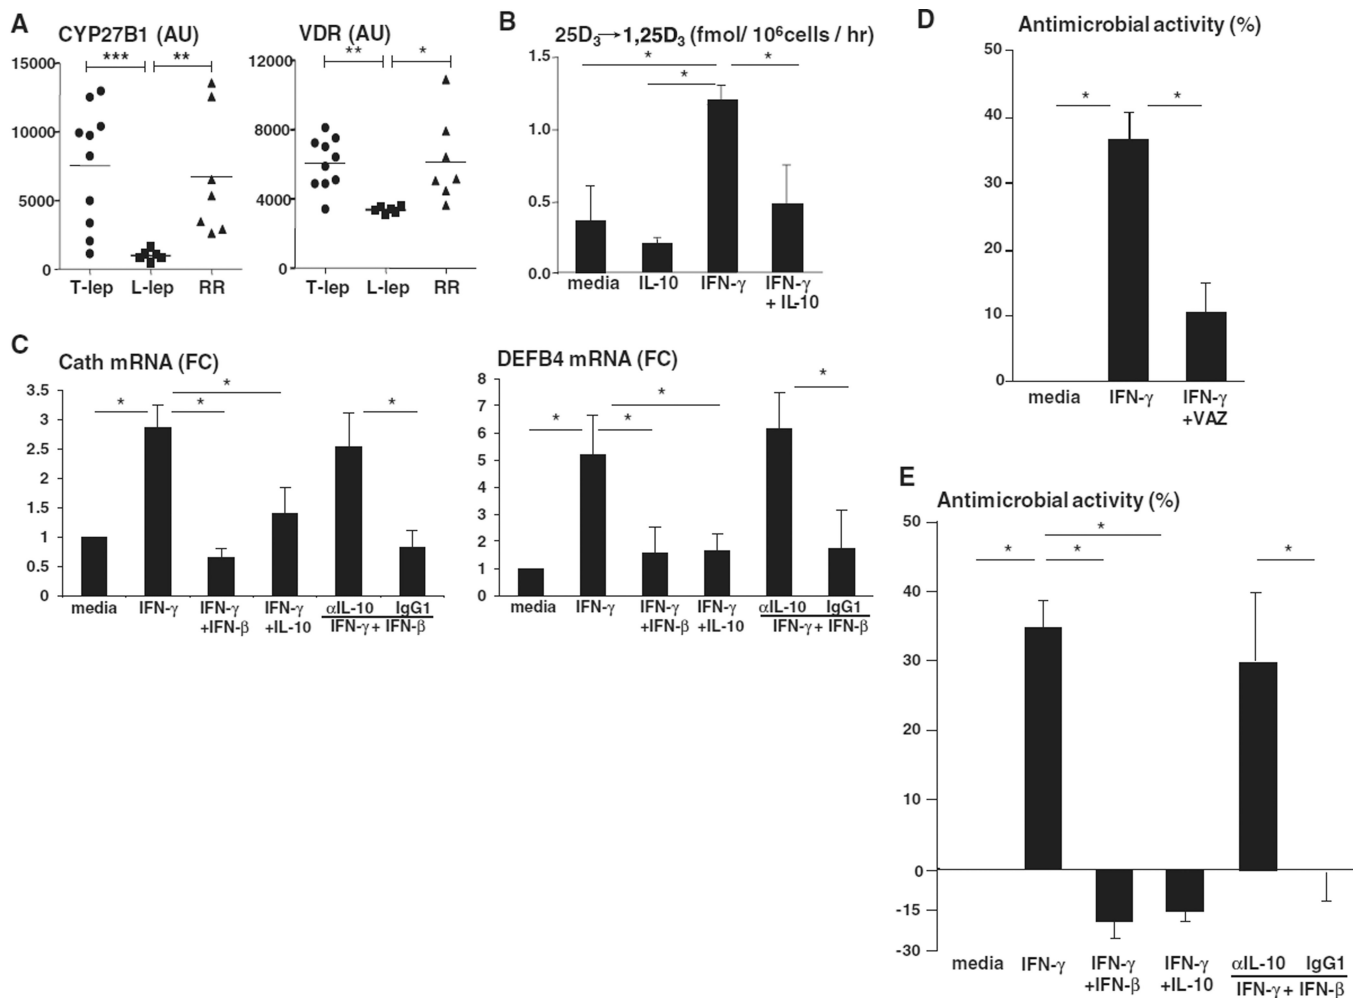 A
CYP27B1 (AU)
*** **
15000
10000
5000
0
T-lep L-lep RR
VDR (AU)
** *
12000
8000
4000
0
T-lep L-lep RR
B
25D3→1,25D3 (fmol/ 10⁶cells / hr)
* *
*
1.5
1.0
0.5
0.0
media IL-10 IFN-γ IFN-γ
+ IL-10
C
Cath mRNA (FC)
*
* * *
3.5
3
2.5
2
1.5
1
0.5
0
media IFN-γ IFN-γ IFN-γ αIL-10 IgG1
+IFN-β +IL-10 IFN-γ+ IFN-β
DEFB4 mRNA (FC)
*
*
* *
8
7
6
5
4
3
2
1
0
media IFN-γ IFN-γ IFN-γ αIL-10 IgG1
+IFN-β +IL-10 IFN-γ+ IFN-β
D
Antimicrobial activity (%)
* *
50
40
30
20
10
0
media IFN-γ IFN-γ
+VAZ
E
Antimicrobial activity (%)
*
* * *
50
40
30
20
10
0
-15
-30
media IFN-γ IFN-γ IFN-γ αIL-10 IgG1
+IFN-β +IL-10 IFN-γ+ IFN-β